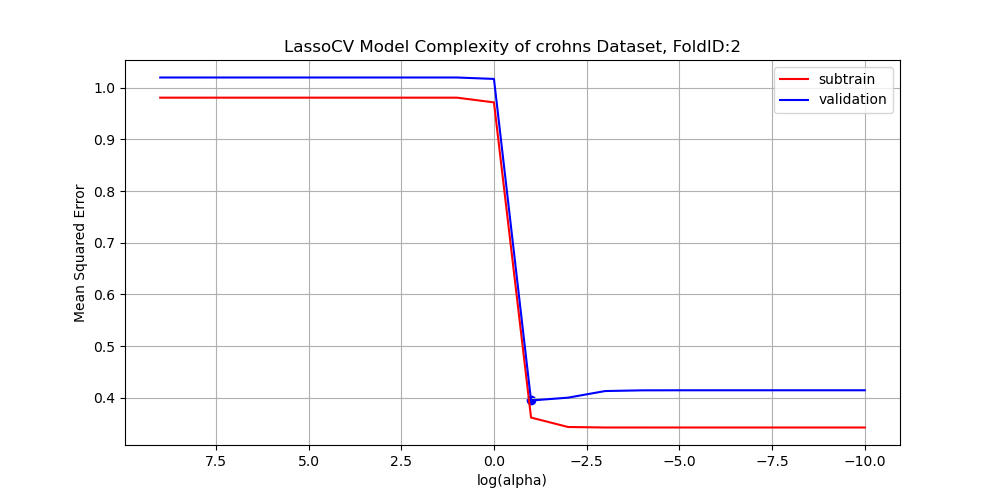 LassoCV Model Complexity of crohns Dataset, FoldID:2
subtrain
validation
Mean Squared Error
1.0
0.9
0.8
0.7
0.6
0.5
0.4
7.5 5.0 2.5 0.0 −2.5 −5.0 −7.5 −10.0
log(alpha)